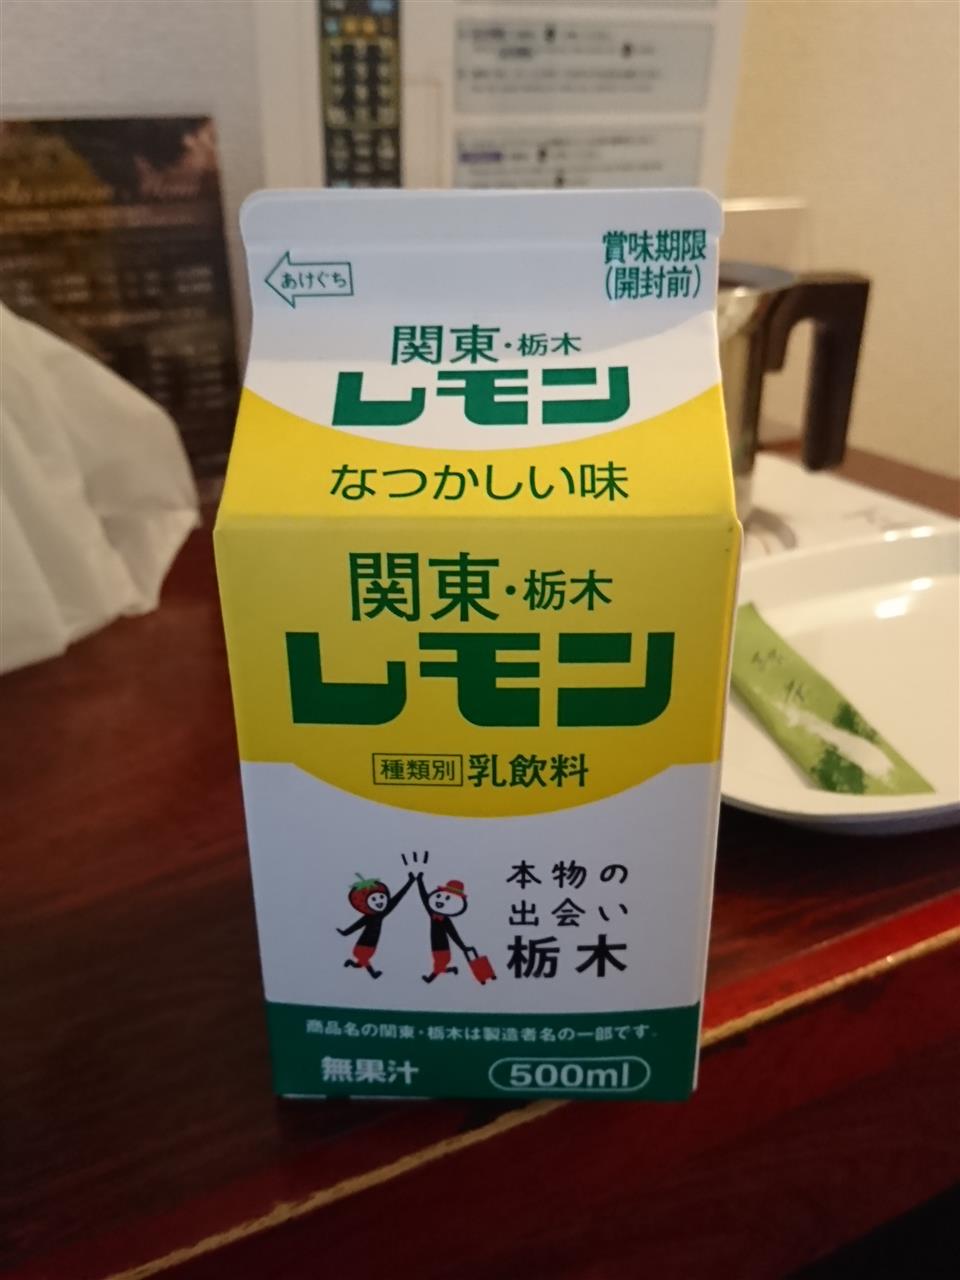 賞味期限
(開封前)
あけぐち
関東・栃木
レモン
なつかしい味
関東・栃木
レモン
種類別 乳飲料
本物の
出会い
栃木
商品名の関東・栃木は製造者名の一部です。
無果汁 500ml